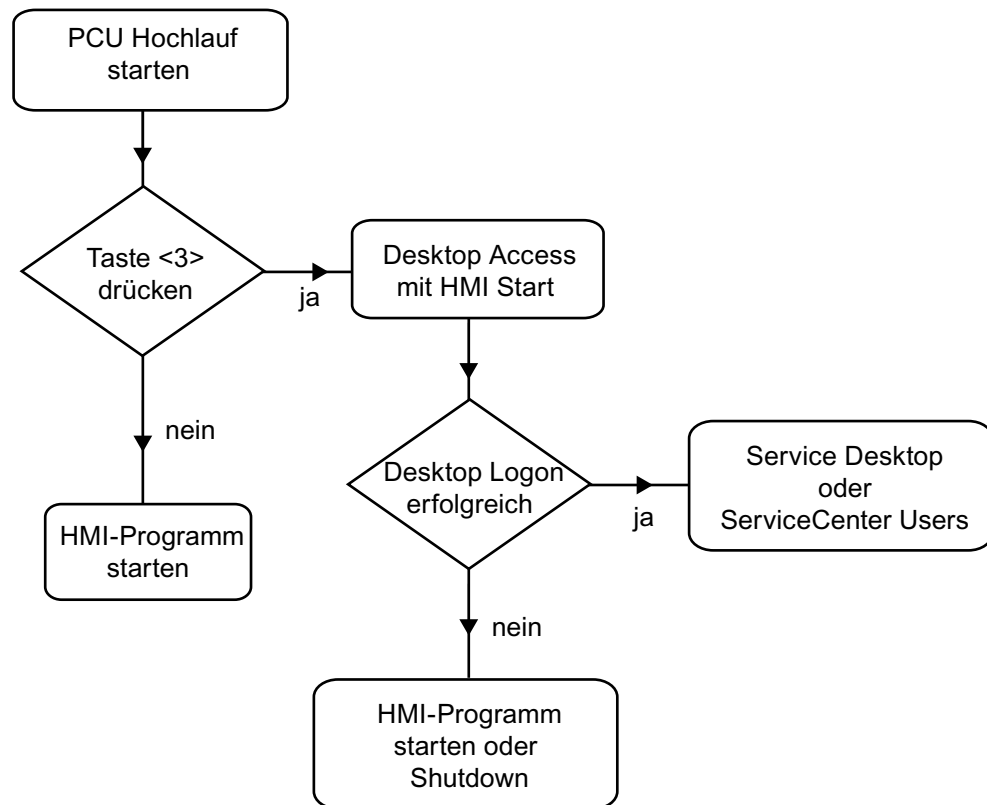 PCU Hochlauf
starten
Taste <3>
drücken
ja
Desktop Access
mit HMI Start
nein
HMI-Programm
starten
Desktop Logon
erfolgreich
ja
Service Desktop
oder
ServiceCenter Users
nein
HMI-Programm
starten oder
Shutdown